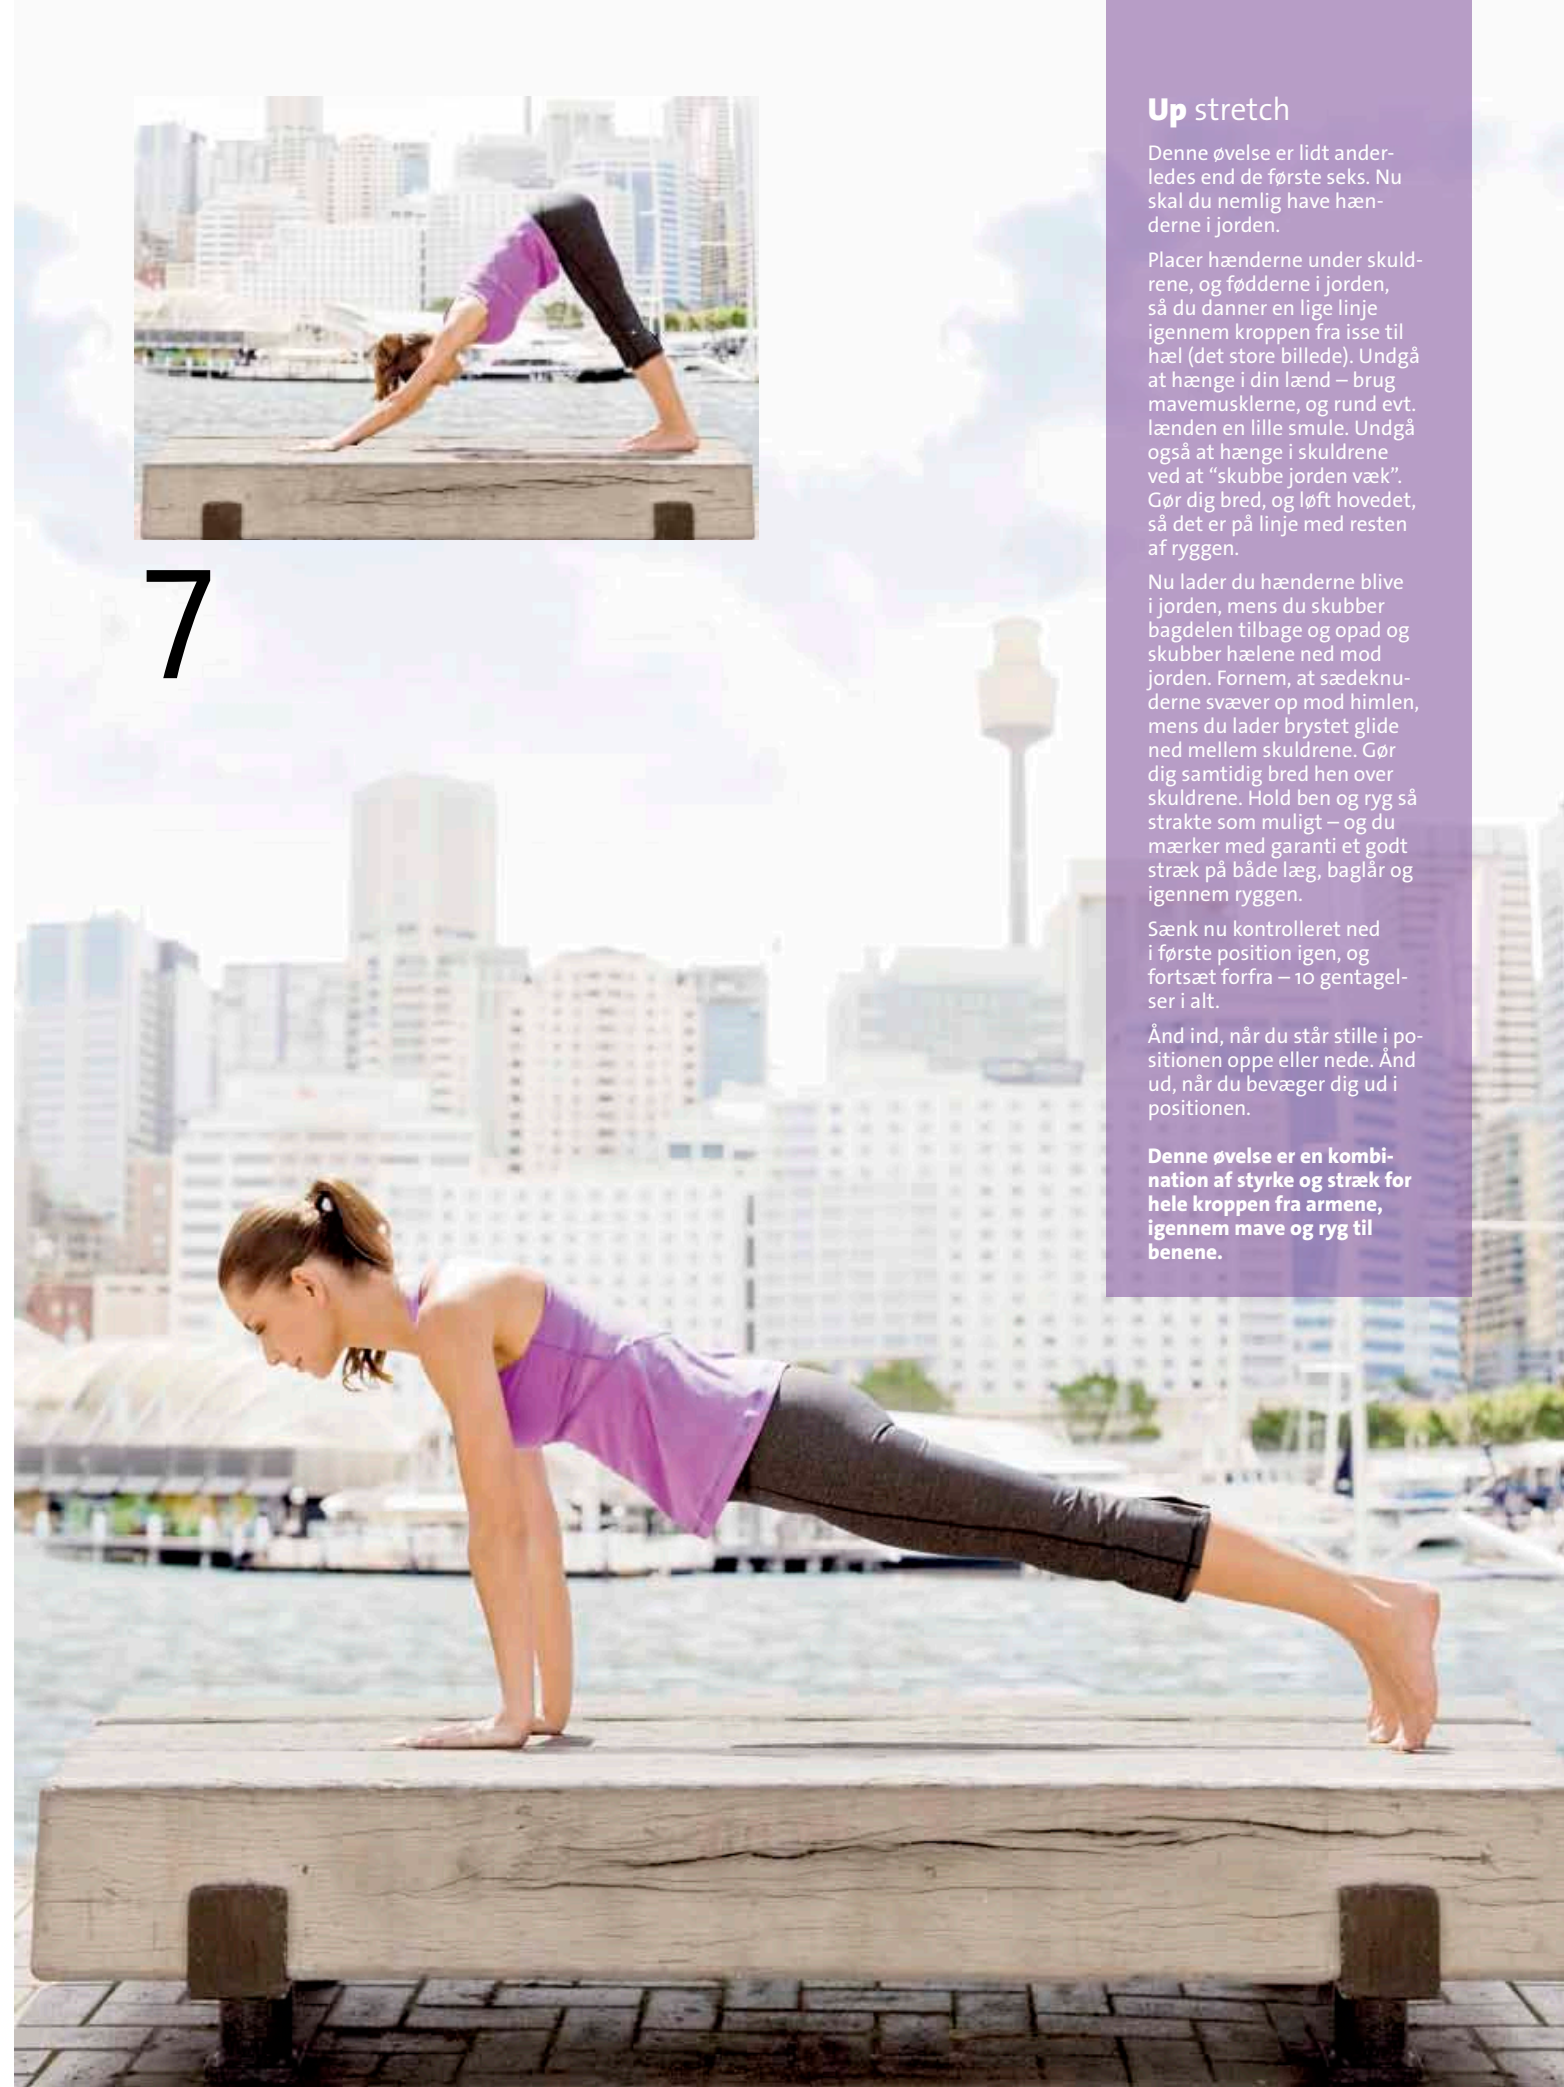 Up stretch
Denne øvelse er lidt ander-
ledes end de første seks. Nu
skal du nemlig have hæn-
derne i jorden.
Placer hænderne under skuld-
rene, og fødderne i jorden,
så du danner en lige linje
igennem kroppen fra isse til
hæl (det store billede). Undgå
at hænge i din lænd – brug
mavemusklerne, og rund evt.
lænden en lille smule. Undgå
også at hænge i skuldrene
ved at “skubbe jorden væk”.
Gør dig bred, og løft hovedet,
så det er på linje med resten
af ryggen.
Nu lader du hænderne blive
i jorden, mens du skubber
bagdelen tilbage og opad og
skubber hælene ned mod
jorden. Fornem, at sædeknu-
derne svæver op mod himlen,
mens du lader brystet glide
ned mellem skuldrene. Gør
dig samtidig bred hen over
skuldrene. Hold ben og ryg så
strakte som muligt – og du
mærker med garanti et godt
stræk på både læg, baglår og
igennem ryggen.
Sænk nu kontrolleret ned
i første position igen, og
fortsæt forfra – 10 gentagel-
ser i alt.
Ånd ind, når du står stille i po-
sitionen oppe eller nede. Ånd
ud, når du bevæger dig ud i
positionen.
Denne øvelse er en kombi-
nation af styrke og stræk for
hele kroppen fra armene,
igennem mave og ryg til
benene.
7